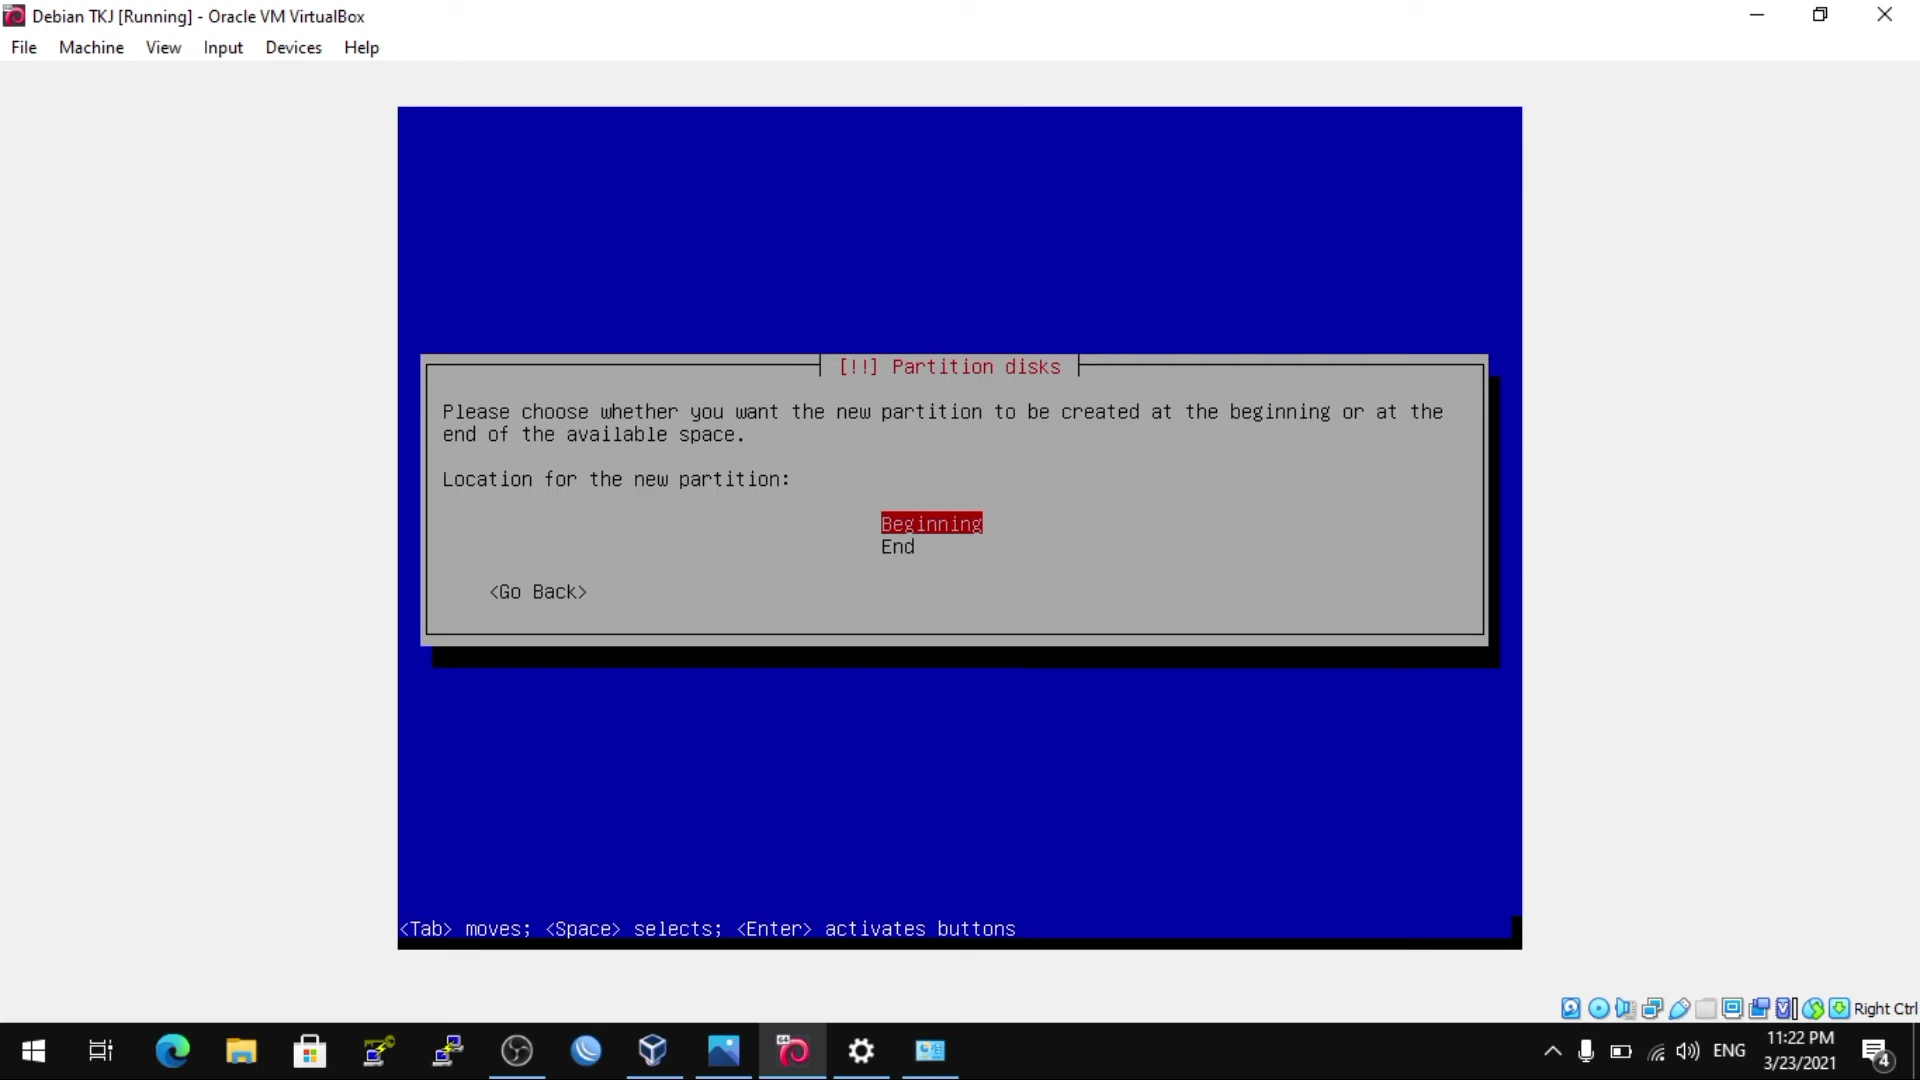 Debian TKJ [Running] - Oracle VM VirtualBox
File Machine View Input Devices Help
[!!] Partition disks
Please choose whether you want the new partition to be created at the beginning or at the
end of the available space.
Location for the new partition:
Beginning
End
<Go Back>
<Tab> moves; <Space> selects; <Enter> activates buttons
Right Ctrl
64
ENG
11:22 PM
3/23/2021
4